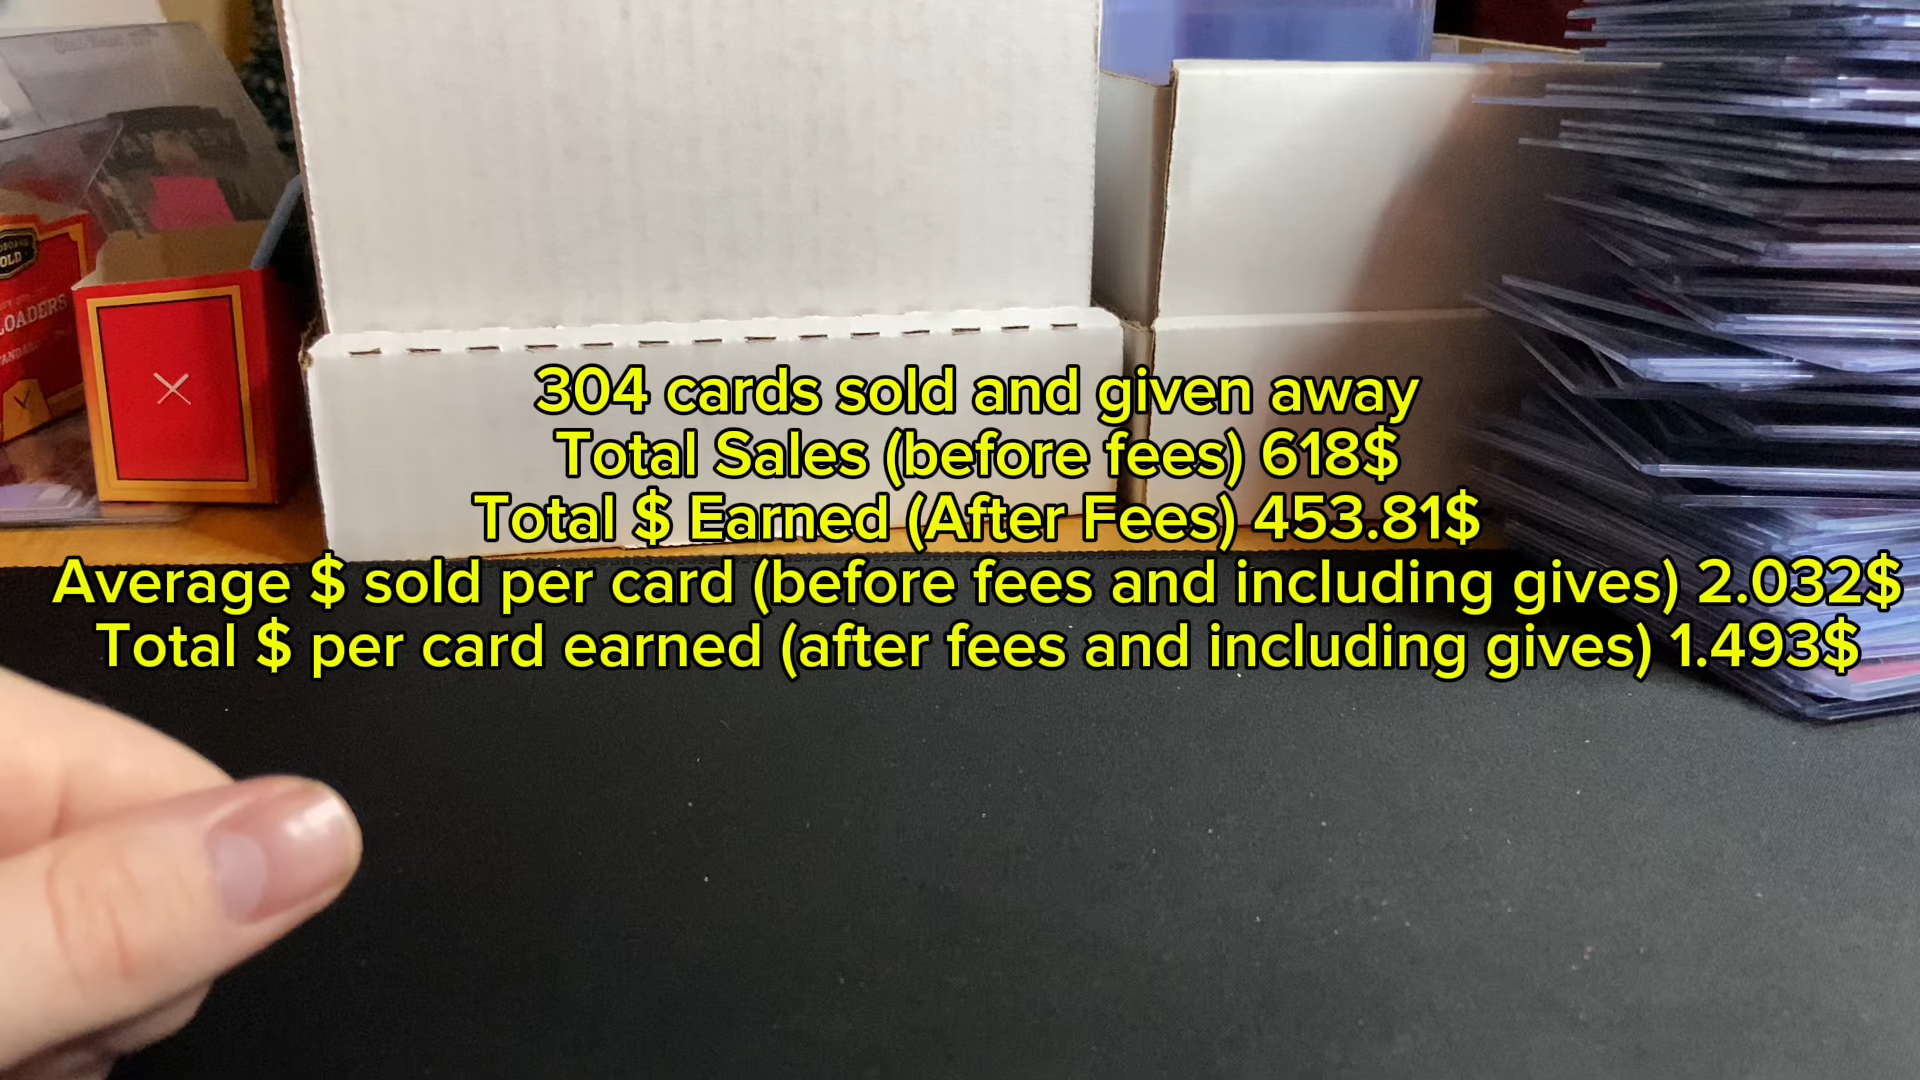 304 cards sold and given away
Total Sales (before fees) 618$
Total $ Earned (After Fees) 453.81$
Average $ sold per card (before fees and including gives) 2.032$
Total $ per card earned (after fees and including gives) 1.493$
OLD
LOADERS